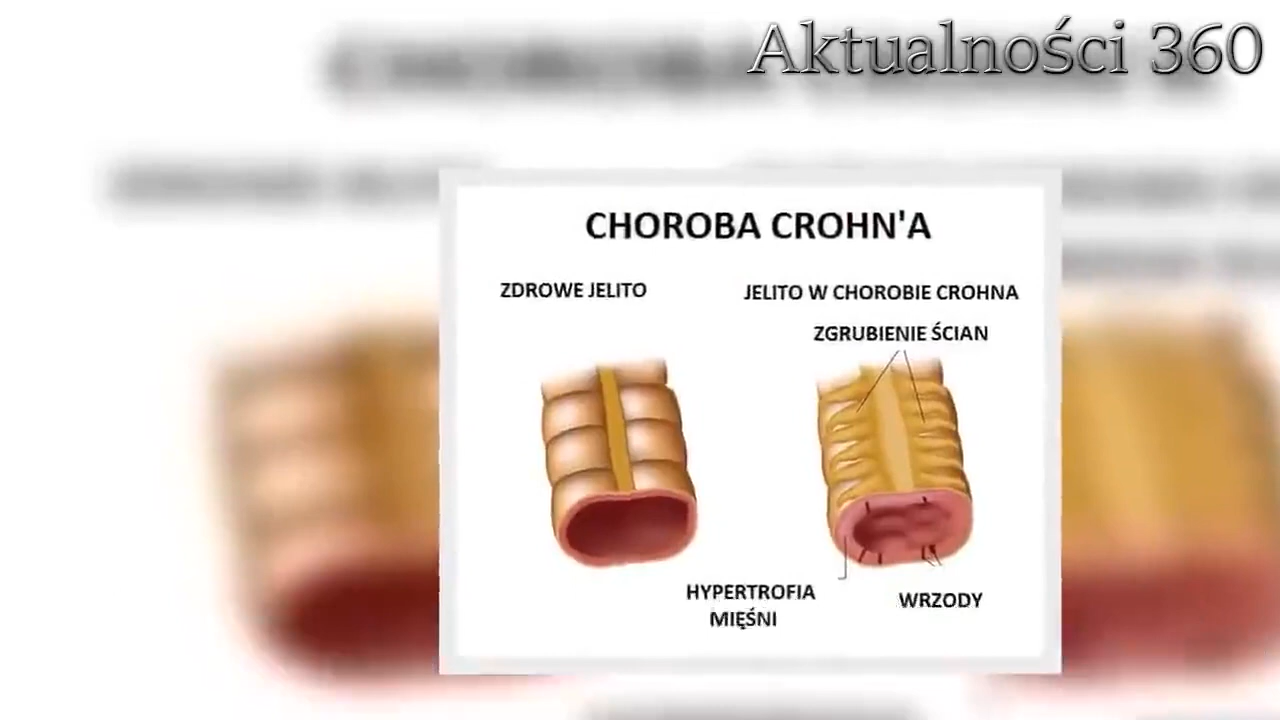 Aktualności 360
CHOROBA CROHN'A
ZDROWE JELITO
JELITO W CHOROBIE CROHNA
ZGRUBIENIE ŚCIAN
HYPERTROFIA
MIĘŚNI
WRZODY